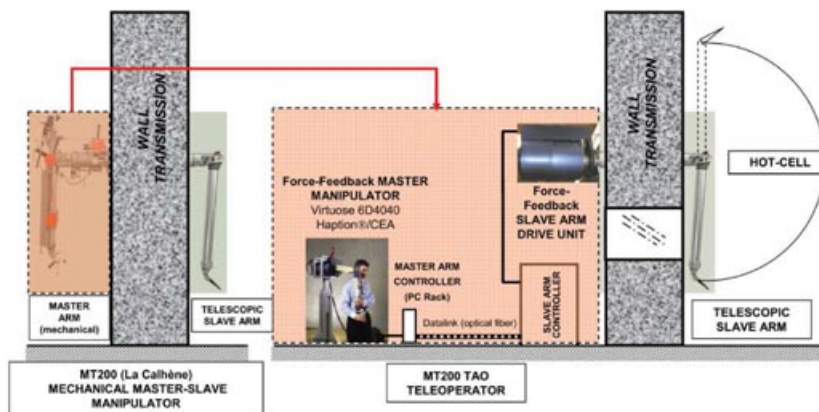 WALL
TRANSMISSION
MASTER
ARM
(mechanical)
TELESCOPIC
SLAVE ARM
MT200 (La Calhène)
MECHANICAL MASTER-SLAVE
MANIPULATOR
Force-Feedback MASTER
MANIPULATOR
Virtuose 6D4040
Haption®/CEA
MASTER ARM
CONTROLLER
(PC Rack)
Datalink (optical fiber)
Force-
Feedback
SLAVE ARM
DRIVE UNIT
SLAVE ARM
CONTROLLER
MT200 TAO
TELEOPERATOR
WALL
TRANSMISSION
HOT-CELL
TELESCOPIC
SLAVE ARM